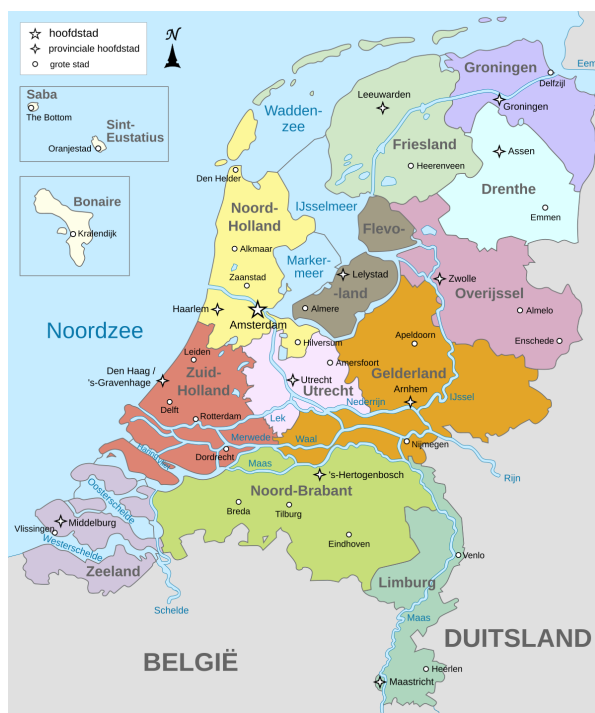 hoofdstad
provinciale hoofdstad
grote stad
N
Saba
The Bottom
Sint-
Eustatius
Oranjestad
Bonaire
Kralendijk
Groningen
Delfzijl
Eem
Groningen
Leeuwarden
Wadden-
zee
Friesland
Heerenveen
Assen
Drenthe
Emmen
Den Helder
Noord-
Holland
IJsselmeer
Flevo-
Alkmaar
Marker-
meer
Lelystad
Zwolle
Zaanstad
-land
Overijssel
Haarlem
Almere
Almelo
Amsterdam
Noordzee
Hilversum
Apeldoorn
Enschede
Leiden
Amersfoort
Den Haag /
's-Gravenhage
Zuid-
Holland
Utrecht
Utrecht
Gelderland
Arnhem
IJssel
Delft
Nederrijn
Rotterdam
Lek
Merwede
Waal
Nijmegen
Haringvliet
Dordrecht
Maas
Rijn
's-Hertogenbosch
Oosterschelde
Noord-Brabant
Breda
Tilburg
Vlissingen
Middelburg
Westerschelde
Eindhoven
Venlo
Zeeland
Limburg
Schelde
Maas
DUITSLAND
BELGIË
Heerlen
Maastricht